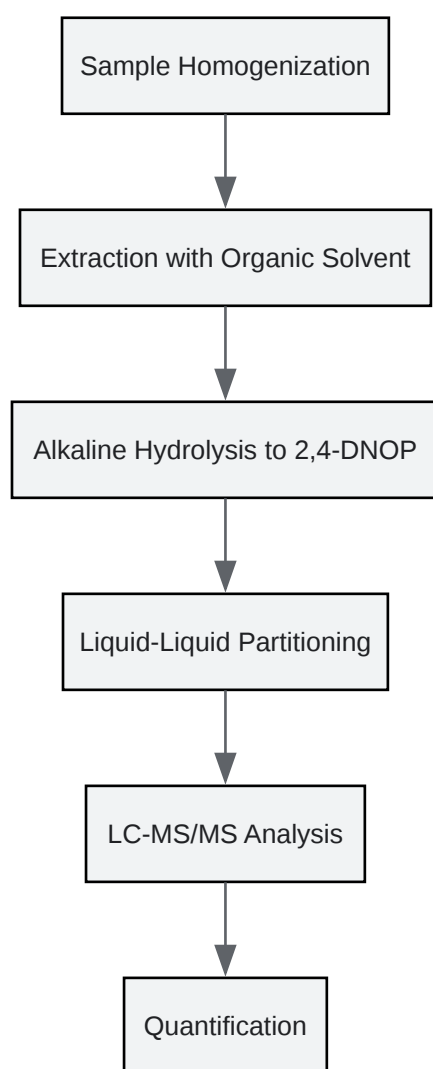 Sample Homogenization
Extraction with Organic Solvent
Alkaline Hydrolysis to 2,4-DNOP
Liquid-Liquid Partitioning
LC-MS/MS Analysis
Quantification